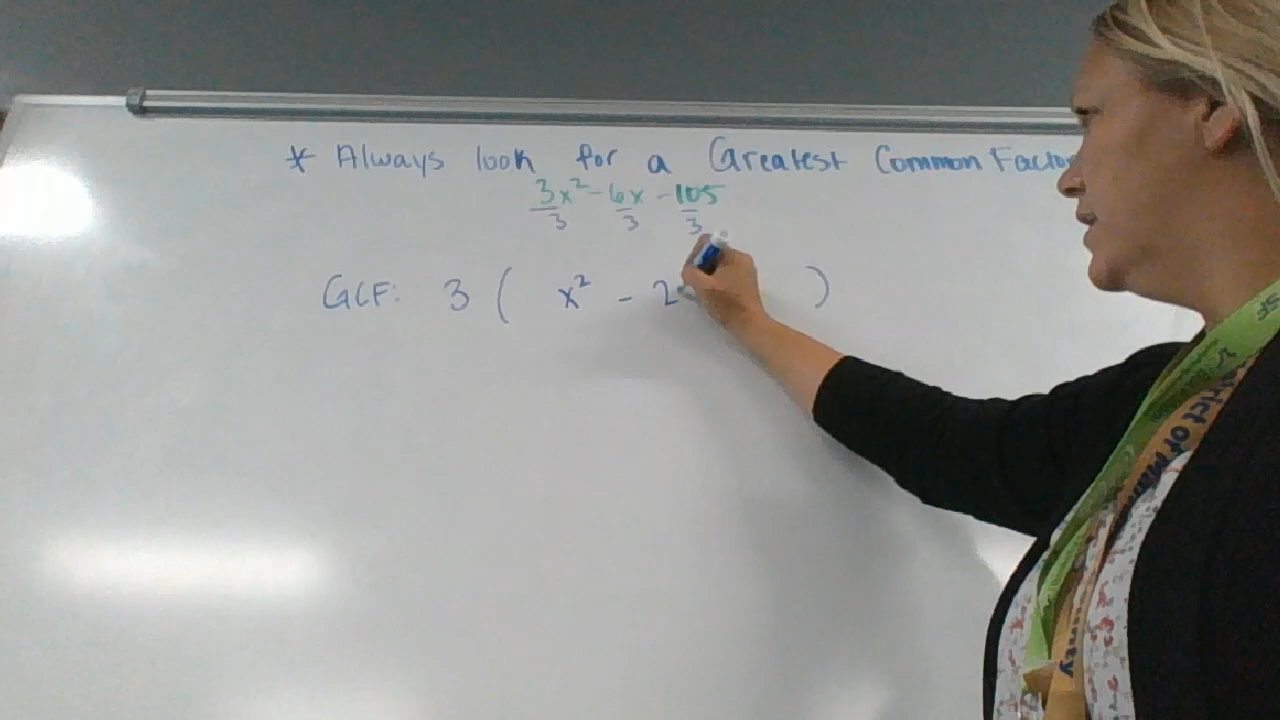 * Always look for a Greatest Common Factor
3x² - 6x - 105
3 3 3
GCF: 3 ( x² - 2 )